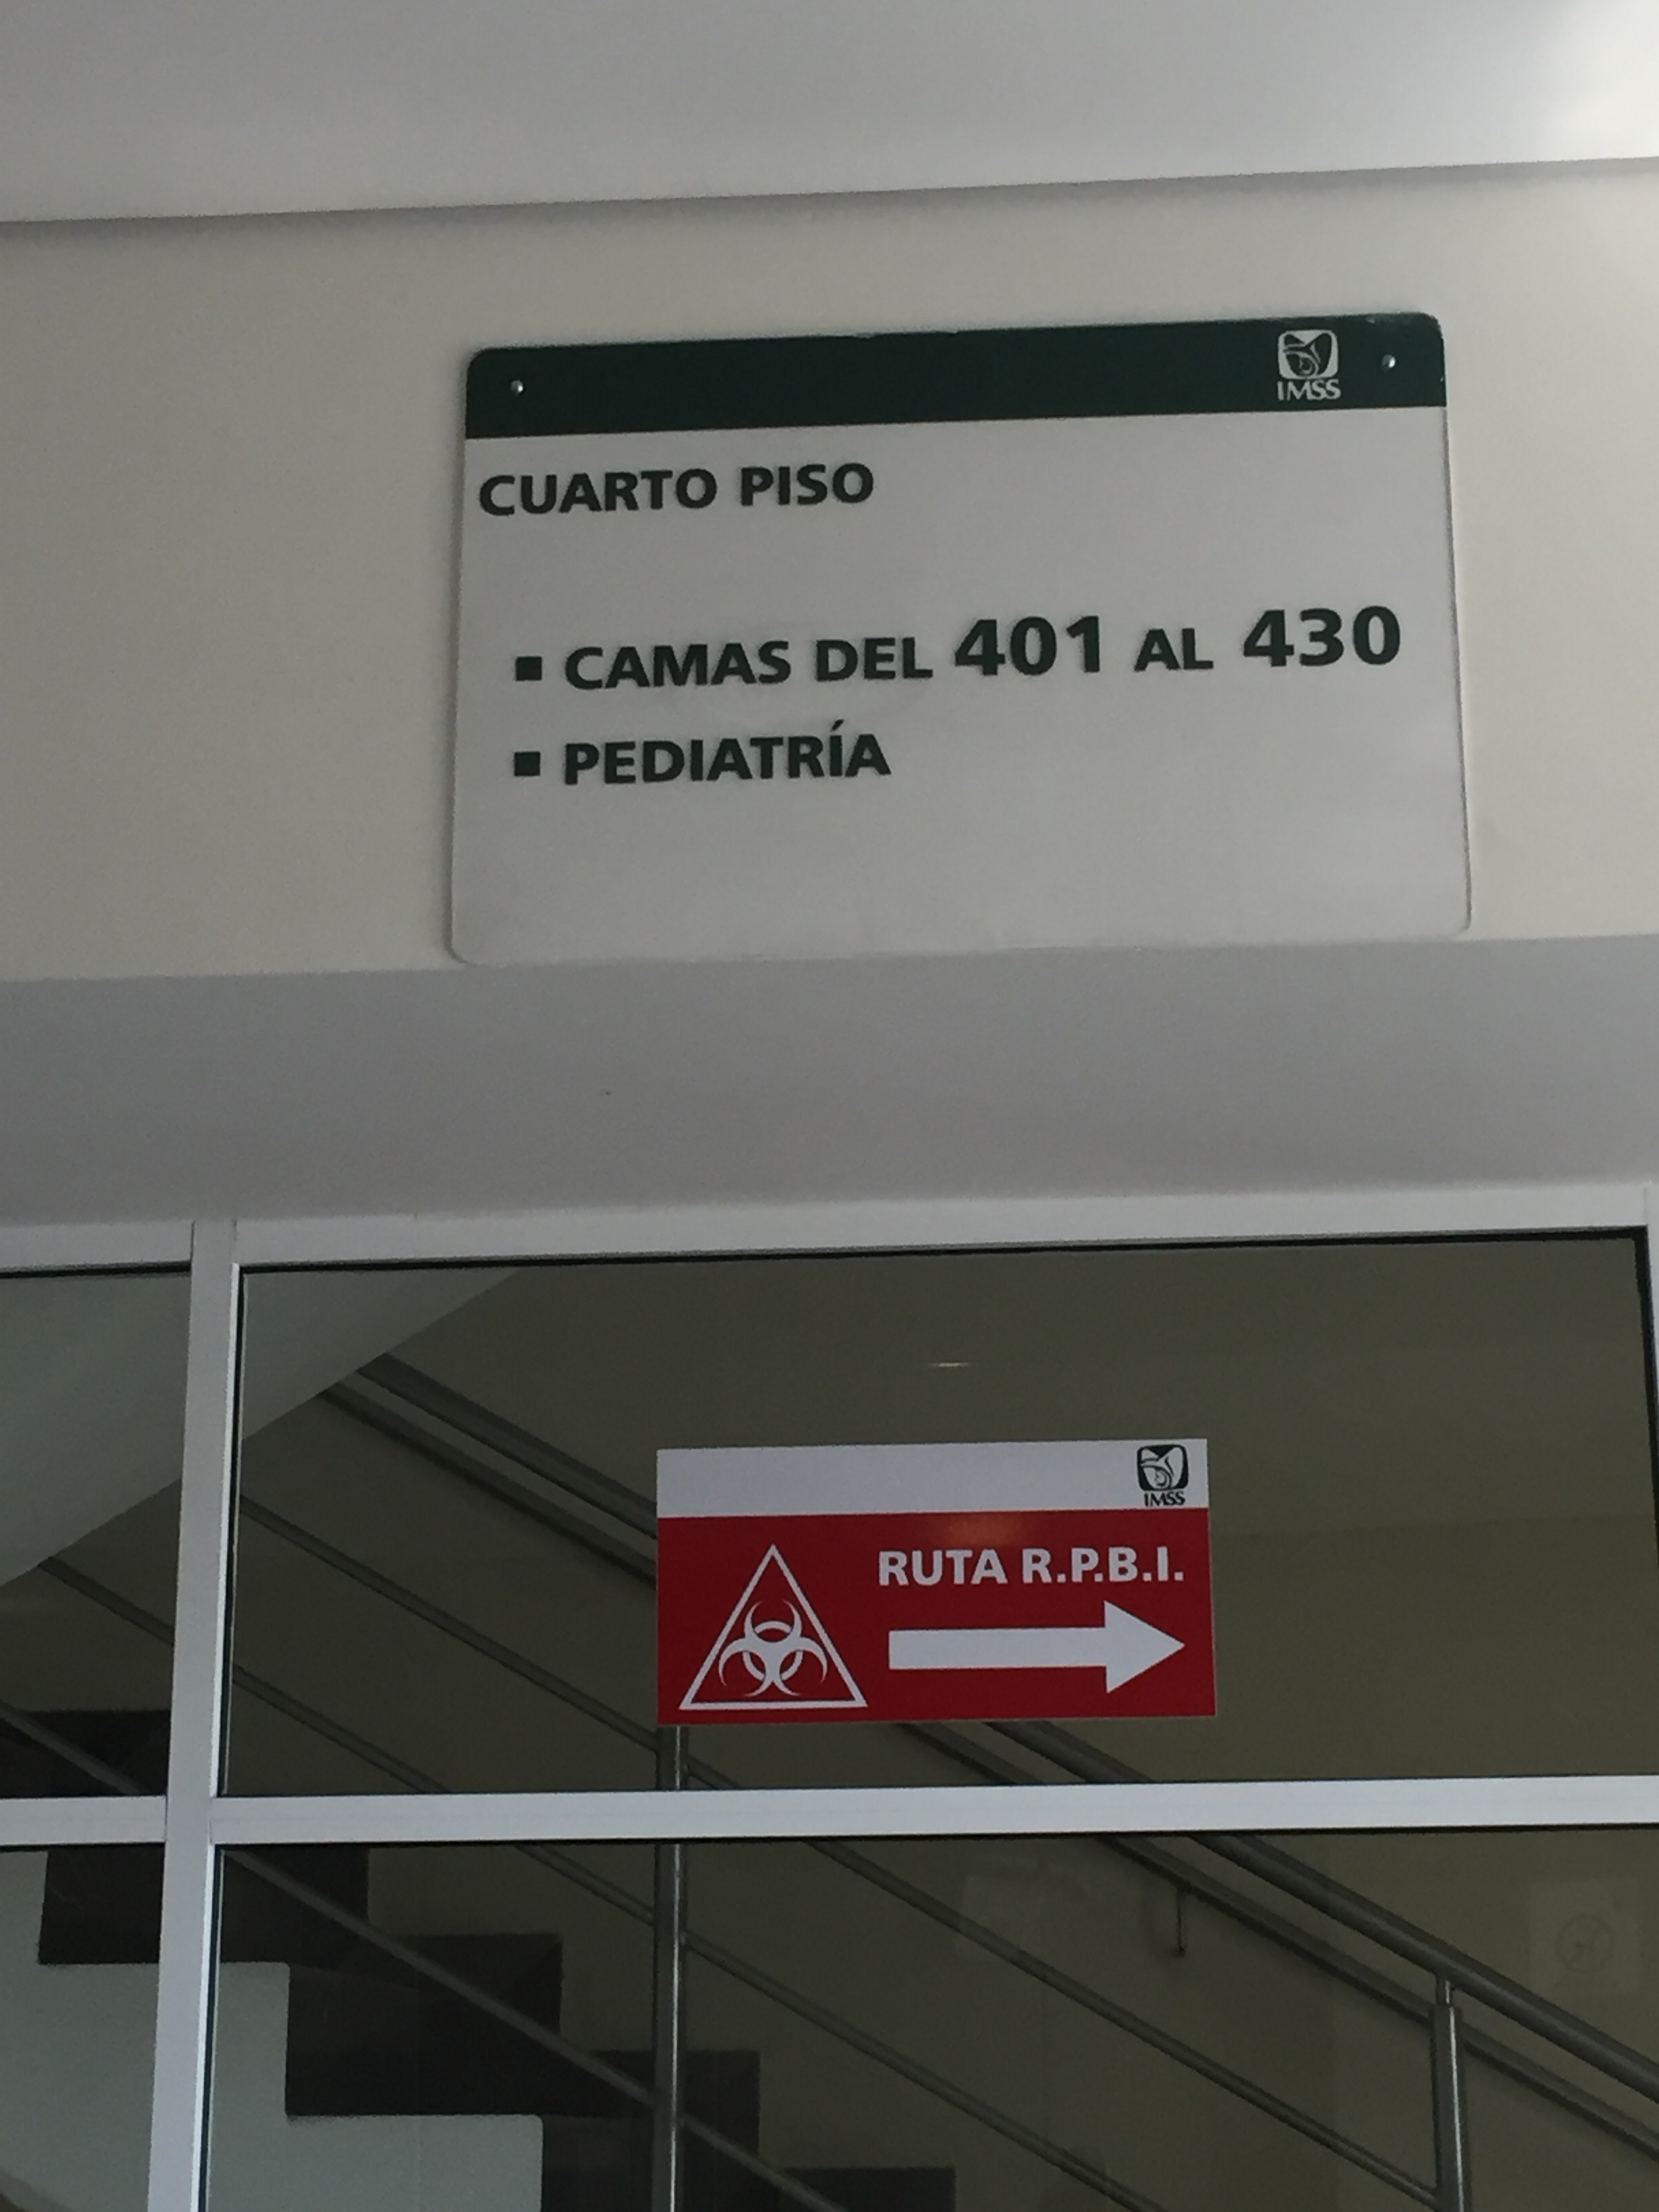 IMSS
CUARTO PISO
▪ CAMAS DEL 401 AL 430
▪ PEDIATRÍA
IMSS
RUTA R.P.B.I.